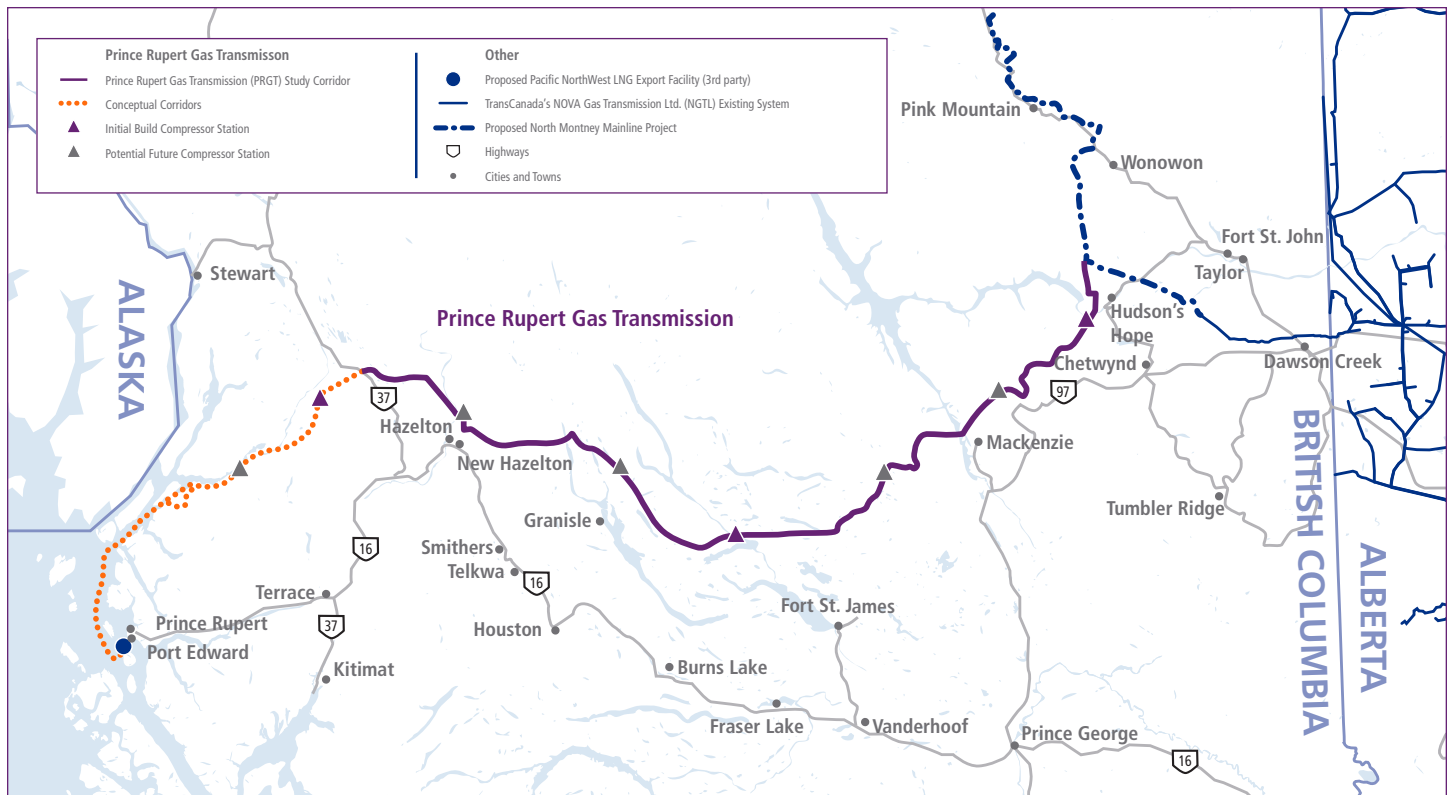 Prince Rupert Gas Transmisson
Prince Rupert Gas Transmission (PRGT) Study Corridor
Conceptual Corridors
Initial Build Compressor Station
Potential Future Compressor Station
Other
Proposed Pacific NorthWest LNG Export Facility (3rd party)
TransCanada's NOVA Gas Transmission Ltd. (NGTL) Existing System
Proposed North Montney Mainline Project
Highways
Cities and Towns
Pink Mountain
Wonowon
Fort St. John
Taylor
Stewart
ALASKA
Prince Rupert Gas Transmission
Hudson's
Hope
Chetwynd
Dawson Creek
37
97
Hazelton
New Hazelton
Mackenzie
BRITISH COLUMBIA
ALBERTA
Tumbler Ridge
Granisle
16
Smithers
Telkwa
16
Terrace
Fort St. James
Prince Rupert
37
Houston
Port Edward
Kitimat
Burns Lake
Fraser Lake
Vanderhoof
Prince George
16